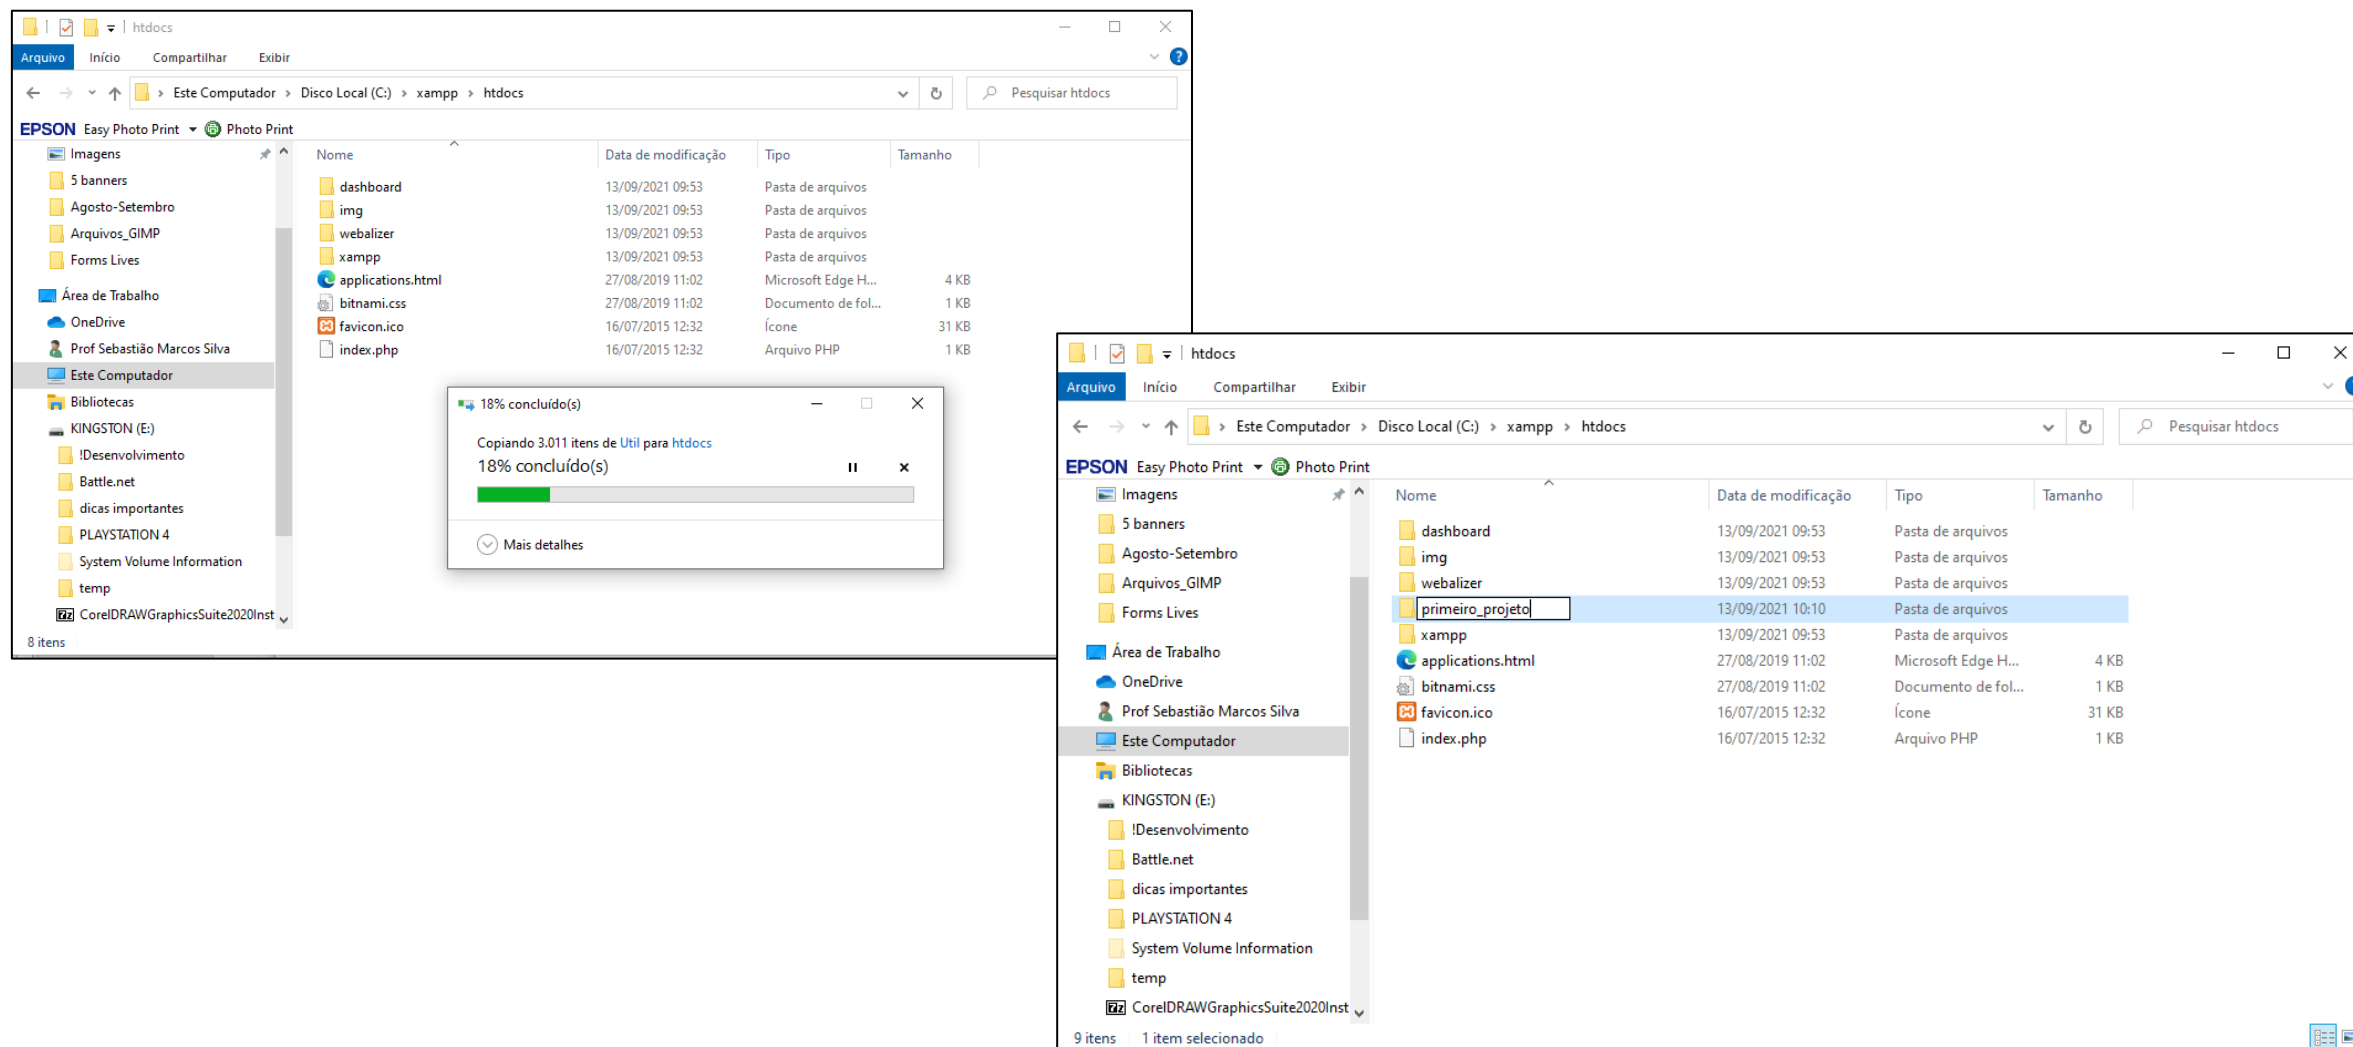 htdocs
Arquivo Início Compartilhar Exibir
Este Computador > Disco Local (C:) > xampp > htdocs
Pesquisar htdocs
EPSON Easy Photo Print Photo Print
Imagens
5 banners
Agosto-Setembro
Arquivos_GIMP
Forms Lives
Área de Trabalho
OneDrive
Prof Sebastião Marcos Silva
Este Computador
Bibliotecas
KINGSTON (E:)
!Desenvolvimento
Battle.net
dicas importantes
PLAYSTATION 4
System Volume Information
temp
CorelDRAWGraphicsSuite2020Inst
8 itens
Nome Data de modificação Tipo Tamanho
dashboard 13/09/2021 09:53 Pasta de arquivos
img 13/09/2021 09:53 Pasta de arquivos
webalizer 13/09/2021 09:53 Pasta de arquivos
xampp 13/09/2021 09:53 Pasta de arquivos
applications.html 27/08/2019 11:02 Microsoft Edge H... 4 KB
bitnami.css 27/08/2019 11:02 Documento de fol... 1 KB
favicon.ico 16/07/2015 12:32 Ícone 31 KB
index.php 16/07/2015 12:32 Arquivo PHP 1 KB
18% concluído(s)
Copiando 3.011 itens de Util para htdocs
18% concluído(s)
Mais detalhes
htdocs
Arquivo Início Compartilhar Exibir
Este Computador > Disco Local (C:) > xampp > htdocs
Pesquisar htdocs
EPSON Easy Photo Print Photo Print
Imagens
5 banners
Agosto-Setembro
Arquivos_GIMP
Forms Lives
Área de Trabalho
OneDrive
Prof Sebastião Marcos Silva
Este Computador
Bibliotecas
KINGSTON (E:)
!Desenvolvimento
Battle.net
dicas importantes
PLAYSTATION 4
System Volume Information
temp
CorelDRAWGraphicsSuite2020Inst
9 itens 1 item selecionado
Nome Data de modificação Tipo Tamanho
dashboard 13/09/2021 09:53 Pasta de arquivos
img 13/09/2021 09:53 Pasta de arquivos
webalizer 13/09/2021 09:53 Pasta de arquivos
primeiro_projeto 13/09/2021 10:10 Pasta de arquivos
xampp 13/09/2021 09:53 Pasta de arquivos
applications.html 27/08/2019 11:02 Microsoft Edge H... 4 KB
bitnami.css 27/08/2019 11:02 Documento de fol... 1 KB
favicon.ico 16/07/2015 12:32 Ícone 31 KB
index.php 16/07/2015 12:32 Arquivo PHP 1 KB